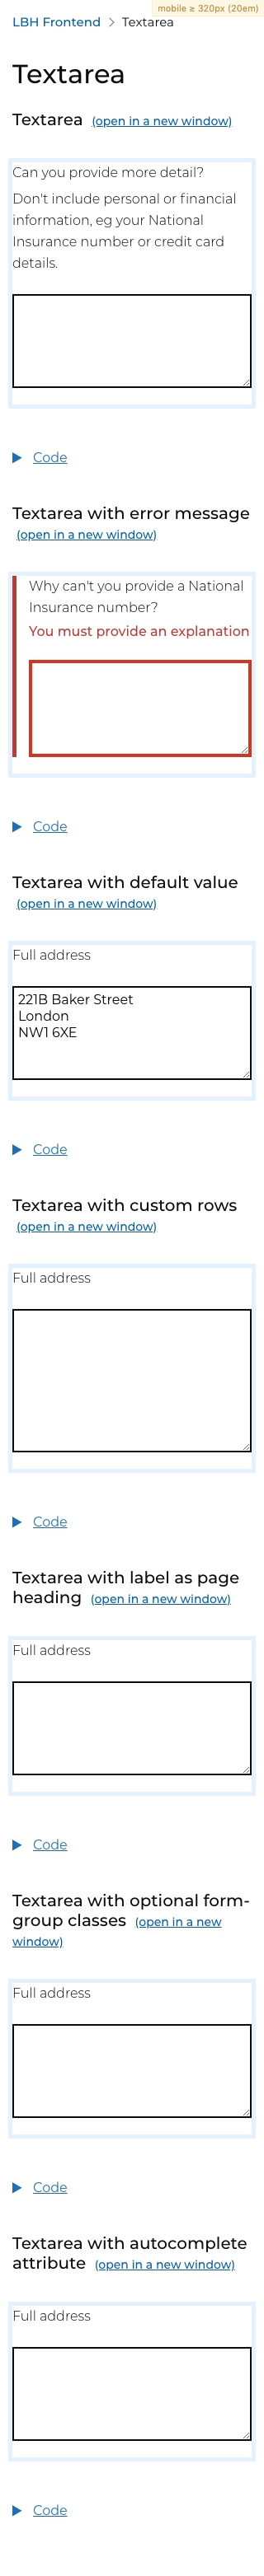 mobile ≥ 320px (20em)
LBH Frontend > Textarea
Textarea
Textarea (open in a new window)
Can you provide more detail?
Don't include personal or financial
information, eg your National
Insurance number or credit card
details.
Code
Textarea with error message
(open in a new window)
Why can't you provide a National
Insurance number?
You must provide an explanation
Code
Textarea with default value
(open in a new window)
Full address
221B Baker Street
London
NW1 6XE
Code
Textarea with custom rows
(open in a new window)
Full address
Code
Textarea with label as page
heading (open in a new window)
Full address
Code
Textarea with optional form-
group classes (open in a new
window)
Full address
Code
Textarea with autocomplete
attribute (open in a new window)
Full address
Code